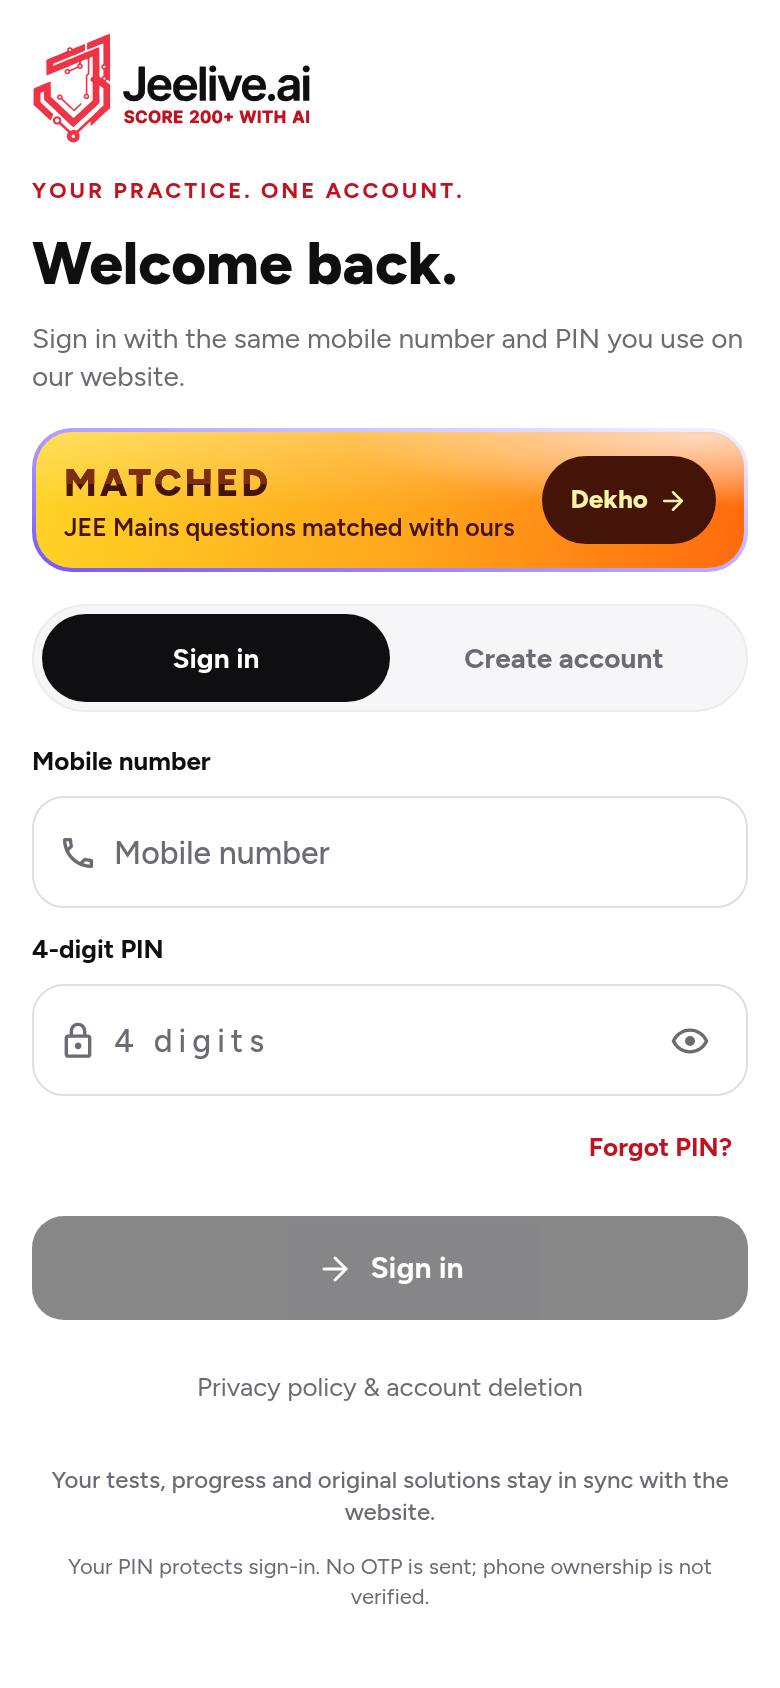 Jeelive.ai
SCORE 200+ WITH AI
YOUR PRACTICE. ONE ACCOUNT.
Welcome back.
Sign in with the same mobile number and PIN you use on
our website.
MATCHED
JEE Mains questions matched with ours
Dekho →
Sign in
Create account
Mobile number
Mobile number
4-digit PIN
4 digits
Forgot PIN?
→ Sign in
Privacy policy & account deletion
Your tests, progress and original solutions stay in sync with the
website.
Your PIN protects sign-in. No OTP is sent; phone ownership is not
verified.